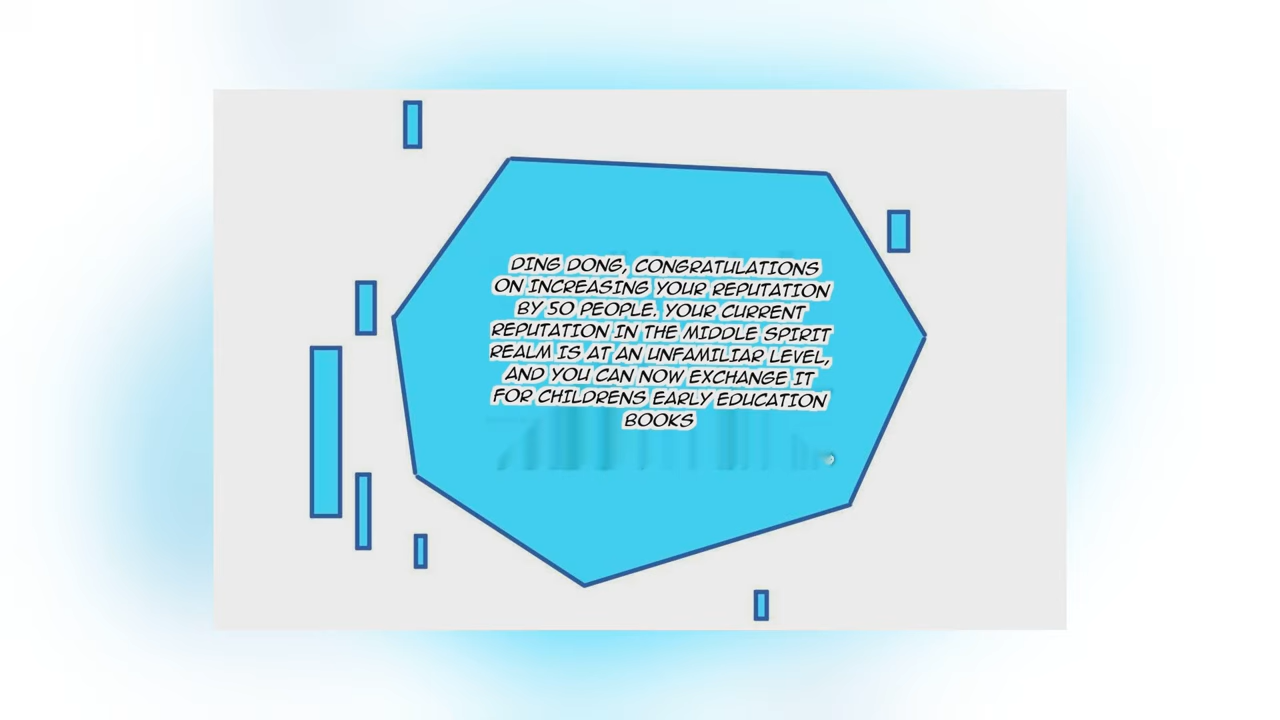 DING DONG, CONGRATULATIONS
ON INCREASING YOUR REPUTATION
BY 50 PEOPLE. YOUR CURRENT
REPUTATION IN THE MIDDLE SPIRIT
REALM IS AT AN UNFAMILIAR LEVEL,
AND YOU CAN NOW EXCHANGE IT
FOR CHILDRENS EARLY EDUCATION
BOOKS